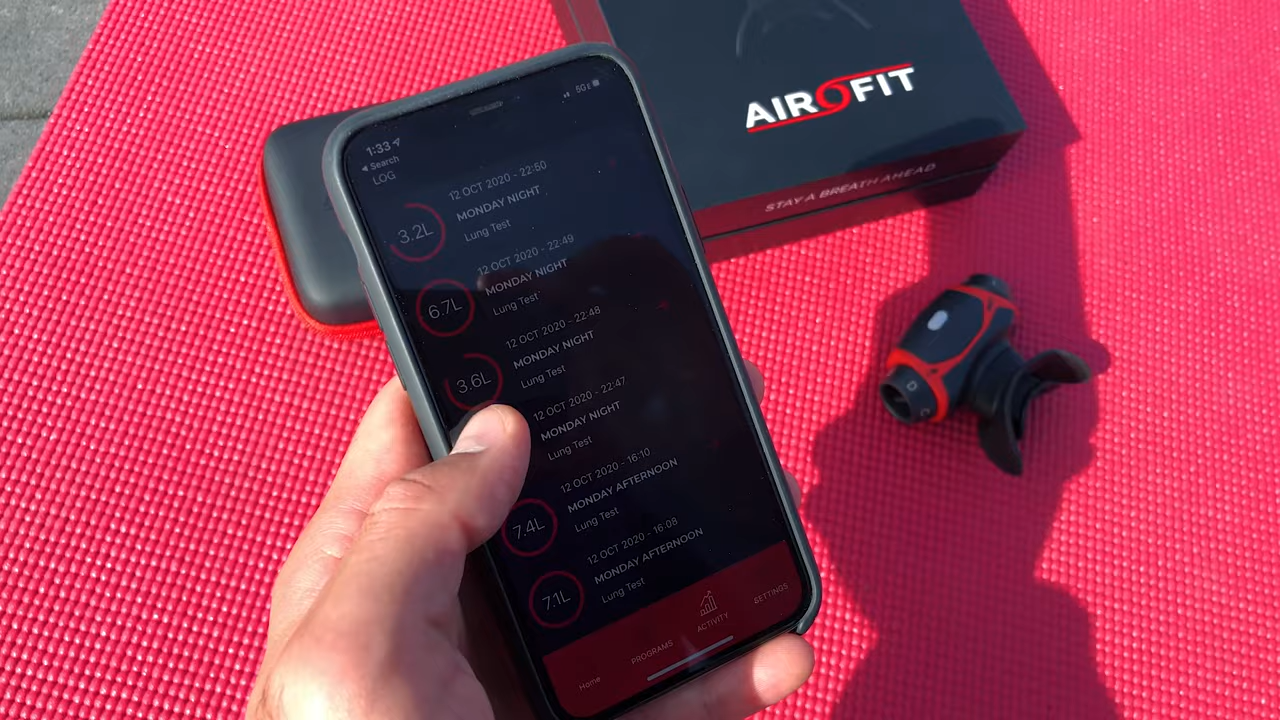 1:33
5GE
Search
LOG
12 OCT 2020 - 22:50
MONDAY NIGHT
Lung Test
3.2L
12 OCT 2020 - 22:49
MONDAY NIGHT
Lung Test
6.7L
12 OCT 2020 - 22:48
MONDAY NIGHT
Lung Test
3.6L
12 OCT 2020 - 22:47
MONDAY NIGHT
Lung Test
12 OCT 2020 - 16:10
MONDAY AFTERNOON
Lung Test
7.4L
12 OCT 2020 - 16:08
MONDAY AFTERNOON
Lung Test
7.1L
Home
PROGRAMS
ACTIVITY
SETTINGS
AIROFIT
STAY A BREATH AHEAD
D
C